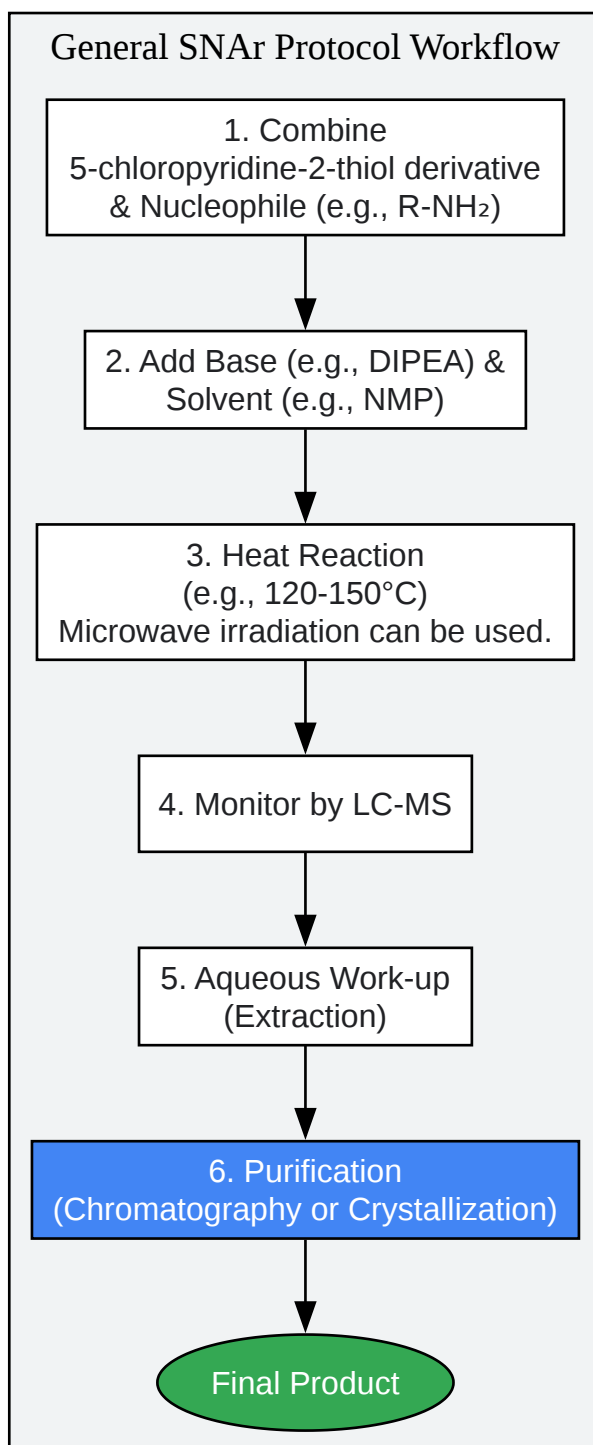 General SNAr Protocol Workflow
1. Combine
5-chloropyridine-2-thiol derivative
& Nucleophile (e.g., R-NH₂)
2. Add Base (e.g., DIPEA) &
Solvent (e.g., NMP)
3. Heat Reaction
(e.g., 120-150°C)
Microwave irradiation can be used.
4. Monitor by LC-MS
5. Aqueous Work-up
(Extraction)
6. Purification
(Chromatography or Crystallization)
Final Product